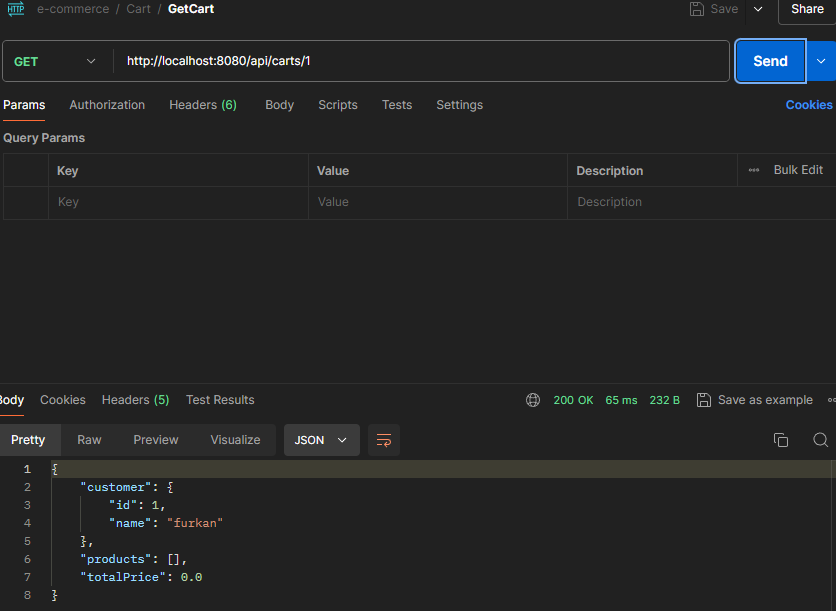 HTTP e-commerce / Cart / GetCart Save Share
GET http://localhost:8080/api/carts/1 Send
Params Authorization Headers (6) Body Scripts Tests Settings Cookies
Query Params
Key Value Description Bulk Edit
Key Value Description
Body Cookies Headers (5) Test Results 200 OK 65 ms 232 B Save as example
Pretty Raw Preview Visualize JSON
1 {
2 "customer": {
3 "id": 1,
4 "name": "furkan"
5 },
6 "products": [],
7 "totalPrice": 0.0
8 }